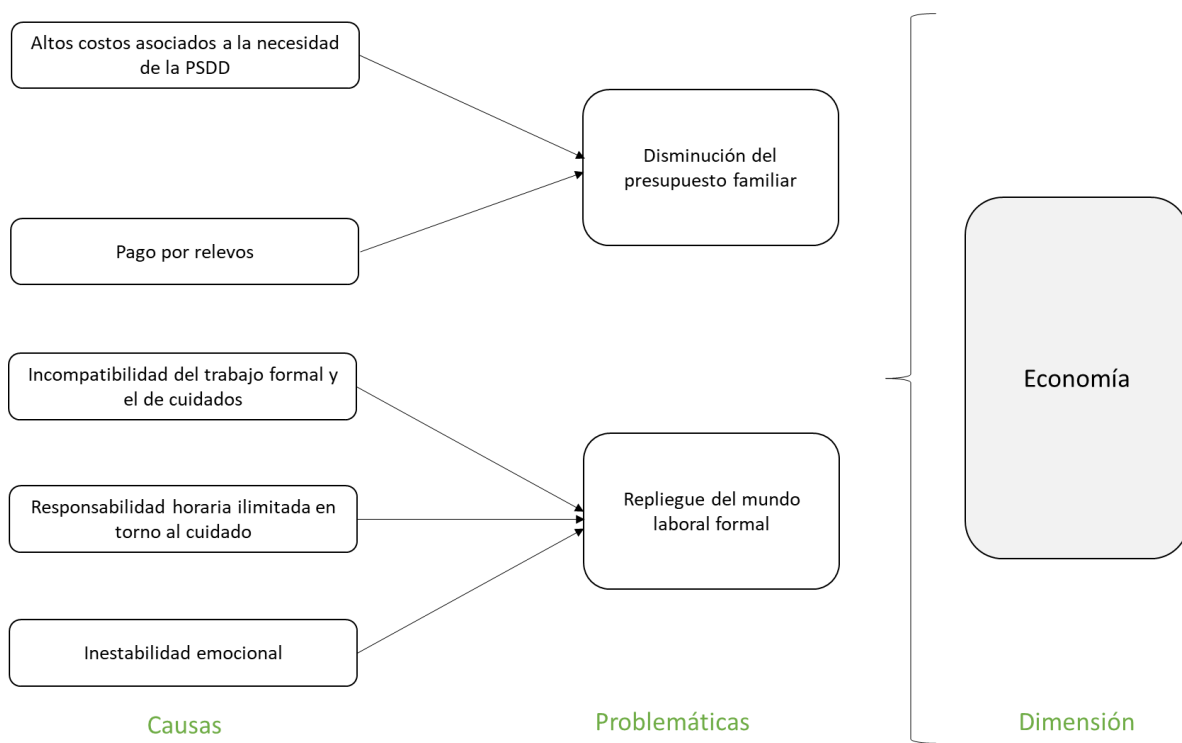 Altos costos asociados a la necesidad
de la PSDD
Pago por relevos
Incompatibilidad del trabajo formal y
el de cuidados
Responsabilidad horaria ilimitada en
torno al cuidado
Inestabilidad emocional
Causas
Disminución del
presupuesto familiar
Repliegue del mundo
laboral formal
Problemáticas
Economía
Dimensión